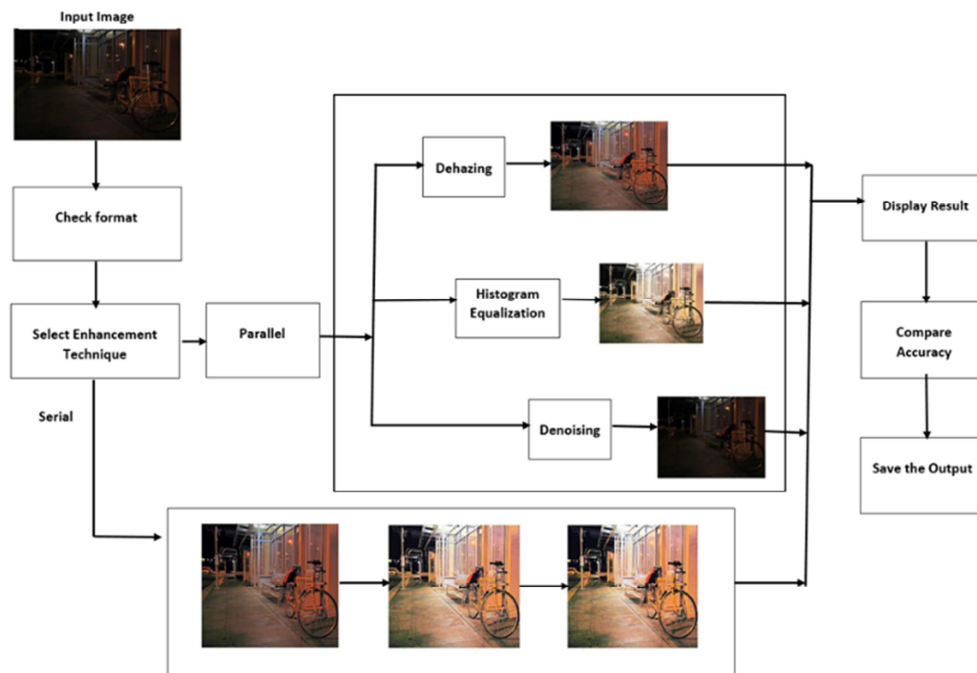 Input Image
Check format
Select Enhancement
Technique
Serial
Parallel
Dehazing
Histogram
Equalization
Denoising
Display Result
Compare
Accuracy
Save the Output